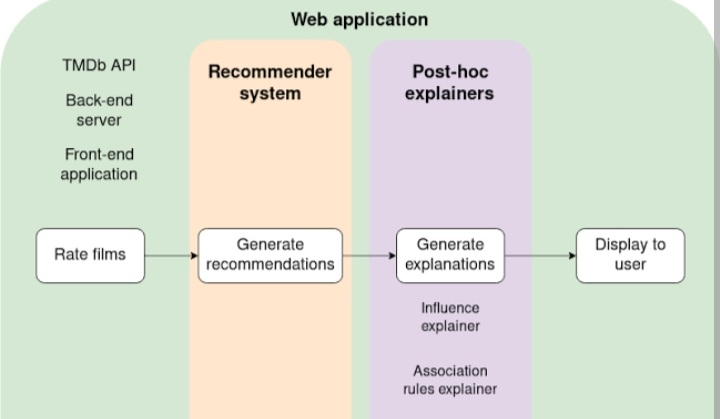 Web application
TMDb API
Back-end
server
Front-end
application
Recommender
system
Post-hoc
explainers
Rate films
Generate
recommendations
Generate
explanations
Display to
user
Influence
explainer
Association
rules explainer